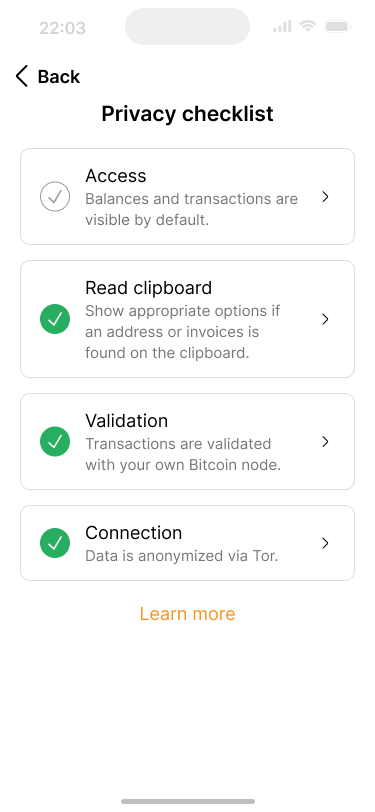 22:03
Back
Privacy checklist
Access
Balances and transactions are
visible by default.
Read clipboard
Show appropriate options if
an address or invoices is
found on the clipboard.
Validation
Transactions are validated
with your own Bitcoin node.
Connection
Data is anonymized via Tor.
Learn more